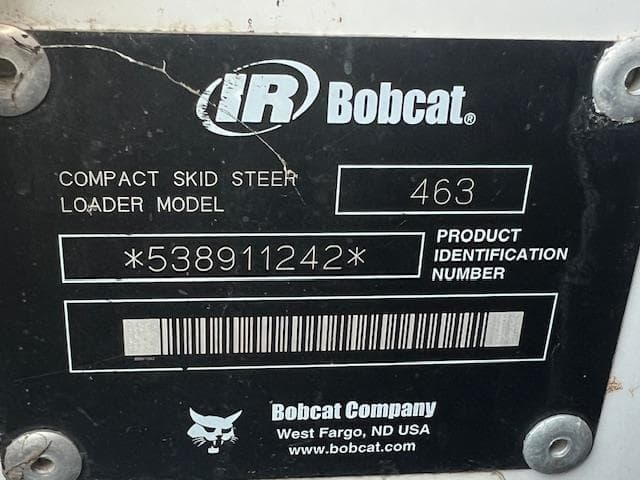 IR Bobcat®
COMPACT SKID STEER
LOADER MODEL
463
*538911242*
PRODUCT
IDENTIFICATION
NUMBER
Bobcat Company
West Fargo, ND USA
www.bobcat.com